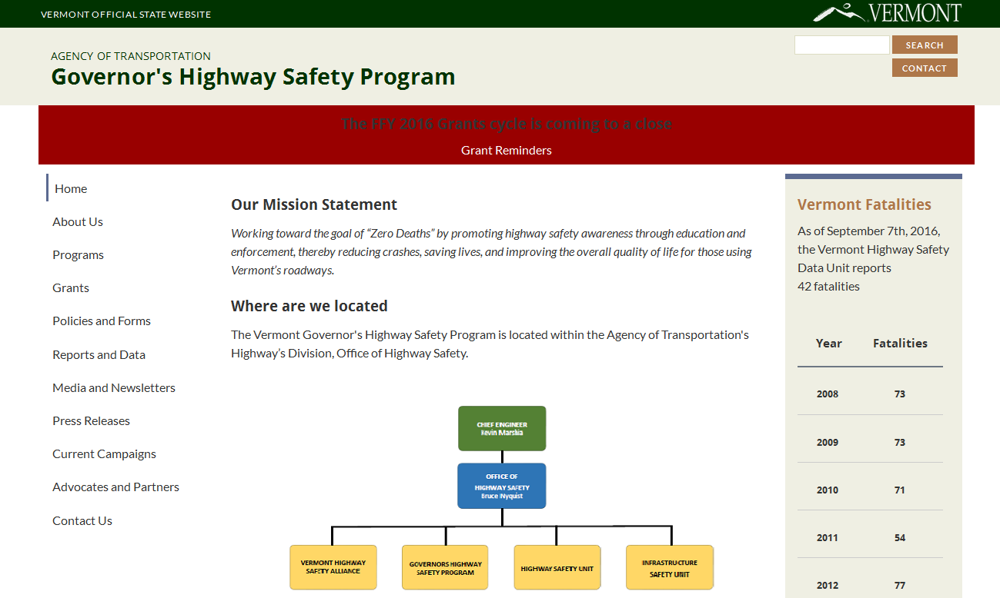 VERMONT OFFICIAL STATE WEBSITE
VERMONT
AGENCY OF TRANSPORTATION
Governor's Highway Safety Program
SEARCH
CONTACT
The FFY 2016 Grants cycle is coming to a close
Grant Reminders
Home
About Us
Programs
Grants
Policies and Forms
Reports and Data
Media and Newsletters
Press Releases
Current Campaigns
Advocates and Partners
Contact Us
Our Mission Statement
Working toward the goal of “Zero Deaths” by promoting highway safety awareness through education and
enforcement, thereby reducing crashes, saving lives, and improving the overall quality of life for those using
Vermont’s roadways.
Where are we located
The Vermont Governor's Highway Safety Program is located within the Agency of Transportation's
Highway’s Division, Office of Highway Safety.
CHIEF ENGINEER
Kevin Marshia
OFFICE OF
HIGHWAY SAFETY
Bruce Nyquist
VERMONT HIGHWAY
SAFETY ALLIANCE
GOVERNORS HIGHWAY
SAFETY PROGRAM
HIGHWAY SAFETY UNIT
INFRASTRUCTURE
SAFETY UNIT
Vermont Fatalities
As of September 7th, 2016,
the Vermont Highway Safety
Data Unit reports
42 fatalities
Year Fatalities
2008 73
2009 73
2010 71
2011 54
2012 77